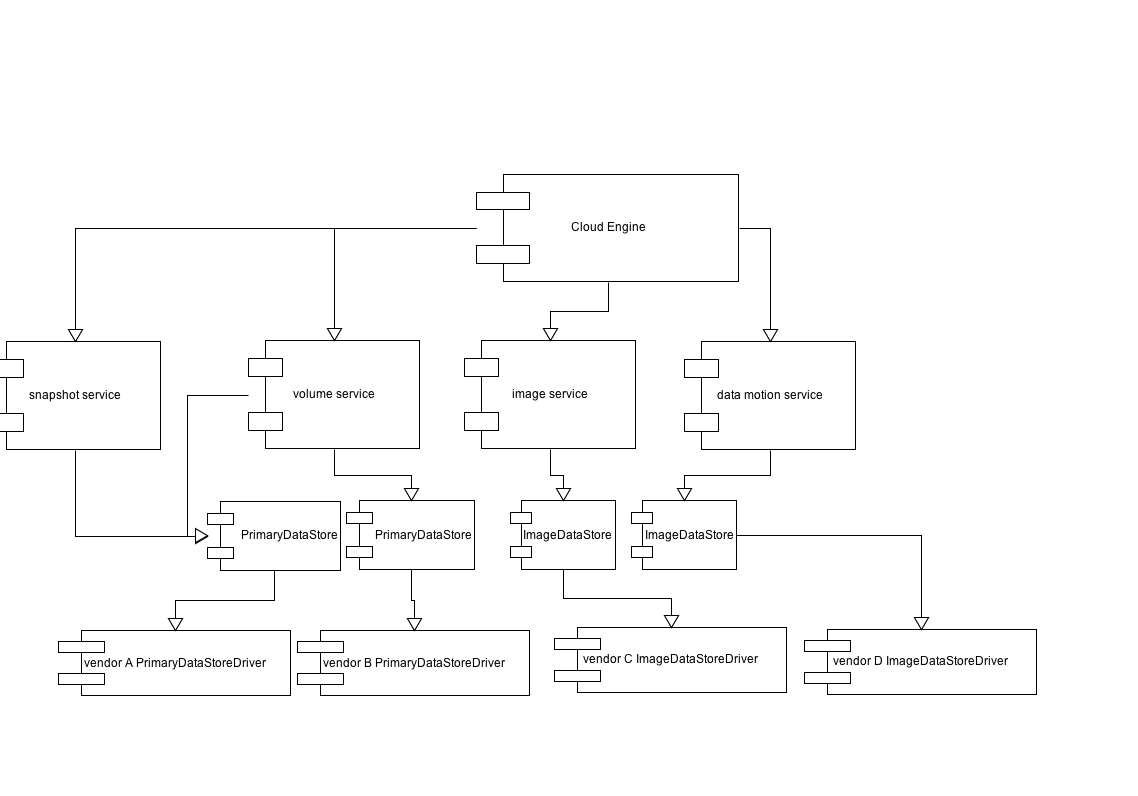 Cloud Engine
snapshot service
volume service
image service
data motion service
PrimaryDataStore
PrimaryDataStore
ImageDataStore
ImageDataStore
vendor A PrimaryDataStoreDriver
vendor B PrimaryDataStoreDriver
vendor C ImageDataStoreDriver
vendor D ImageDataStoreDriver